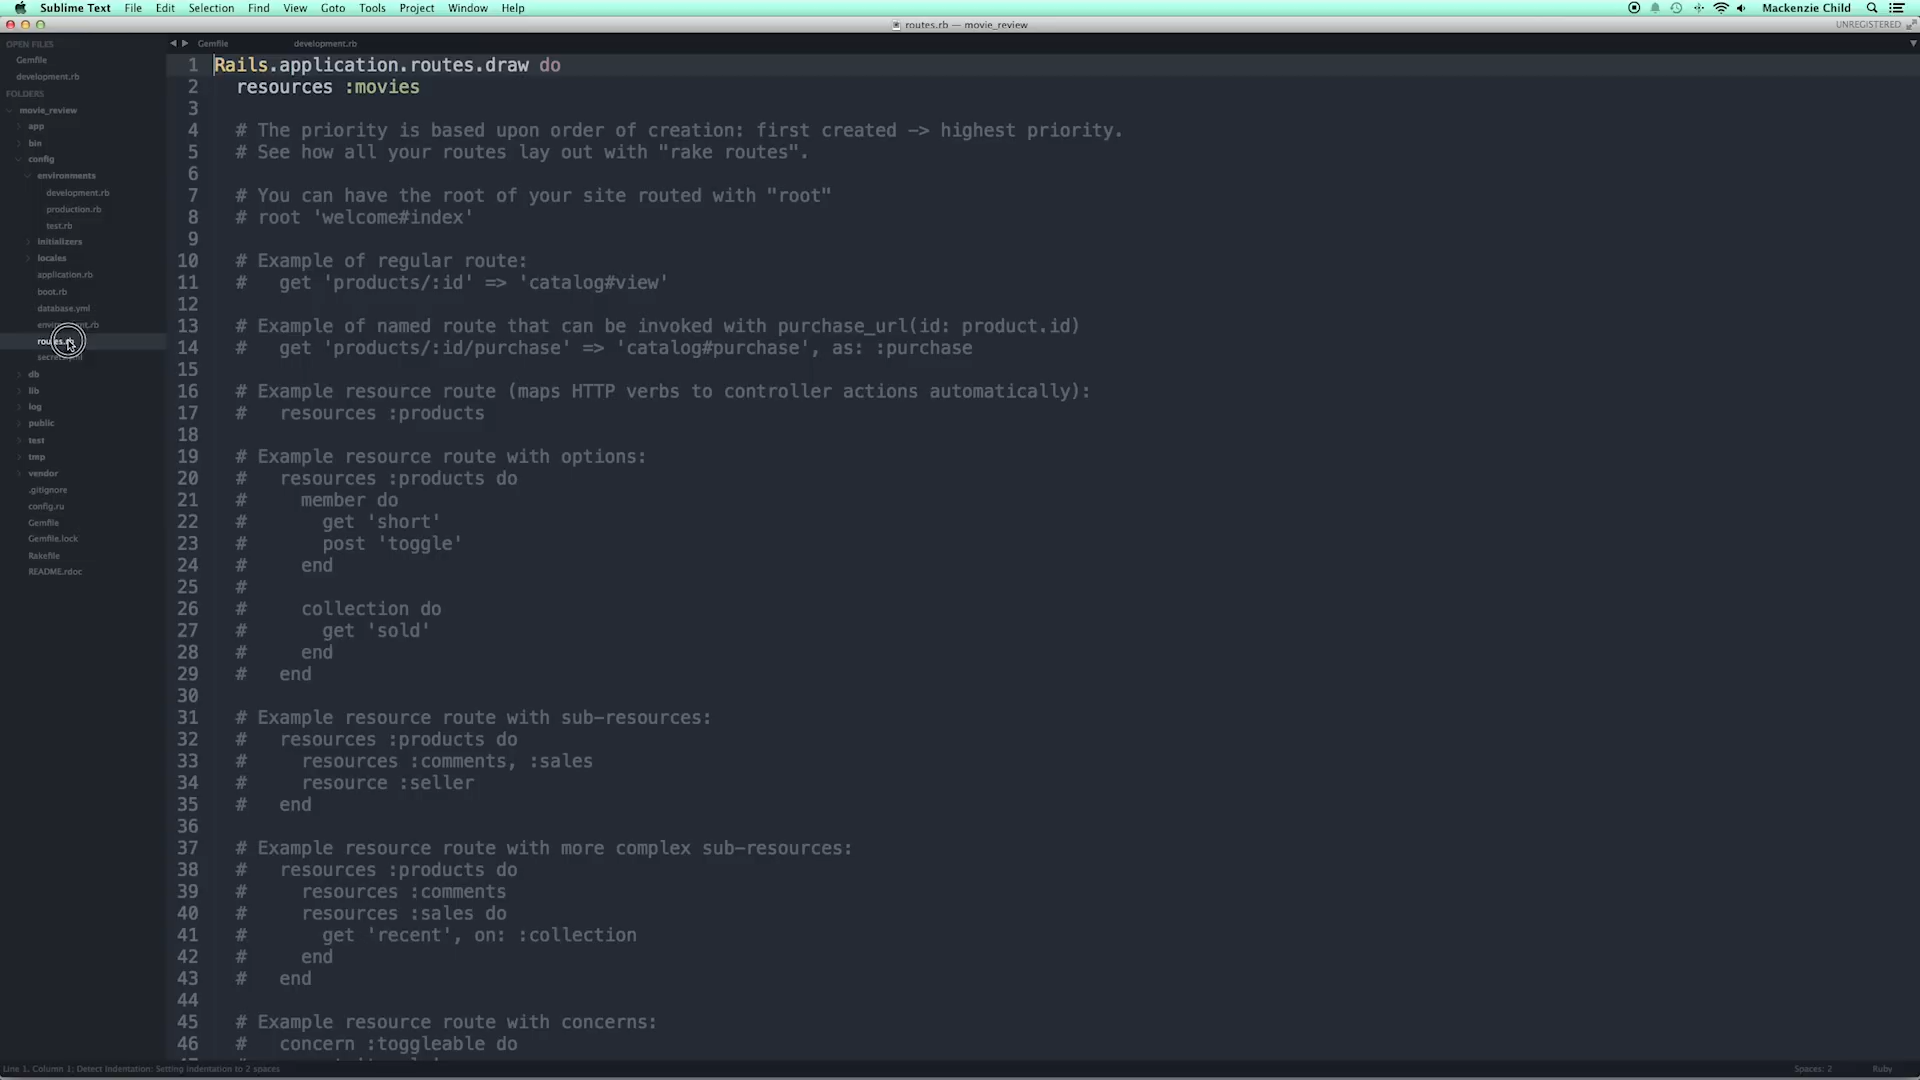 Sublime Text File Edit Selection Find View Goto Tools Project Window Help
Mackenzie Child
routes.rb — movie_review
UNREGISTERED
OPEN FILES
Gemfile
development.rb
FOLDERS
movie_review
app
bin
config
environments
development.rb
production.rb
test.rb
initializers
locales
application.rb
boot.rb
database.yml
routes.rb
db
lib
log
public
test
tmp
vendor
.gitignore
config.ru
Gemfile
Gemfile.lock
Rakefile
README.rdoc
Gemfile development.rb
1 Rails.application.routes.draw do
2 resources :movies
3
4 # The priority is based upon order of creation: first created -> highest priority.
5 # See how all your routes lay out with "rake routes".
6
7 # You can have the root of your site routed with "root"
8 # root 'welcome#index'
9
10 # Example of regular route:
11 # get 'products/:id' => 'catalog#view'
12
13 # Example of named route that can be invoked with purchase_url(id: product.id)
14 # get 'products/:id/purchase' => 'catalog#purchase', as: :purchase
15
16 # Example resource route (maps HTTP verbs to controller actions automatically):
17 # resources :products
18
19 # Example resource route with options:
20 # resources :products do
21 # member do
22 # get 'short'
23 # post 'toggle'
24 # end
25 #
26 # collection do
27 # get 'sold'
28 # end
29 # end
30
31 # Example resource route with sub-resources:
32 # resources :products do
33 # resources :comments, :sales
34 # resource :seller
35 # end
36
37 # Example resource route with more complex sub-resources:
38 # resources :products do
39 # resources :comments
40 # resources :sales do
41 # get 'recent', on: :collection
42 # end
43 # end
44
45 # Example resource route with concerns:
46 # concern :toggleable do
Line 1, Column 1; Detect Indentation: Setting indentation to 2 spaces
Spaces: 2 Ruby